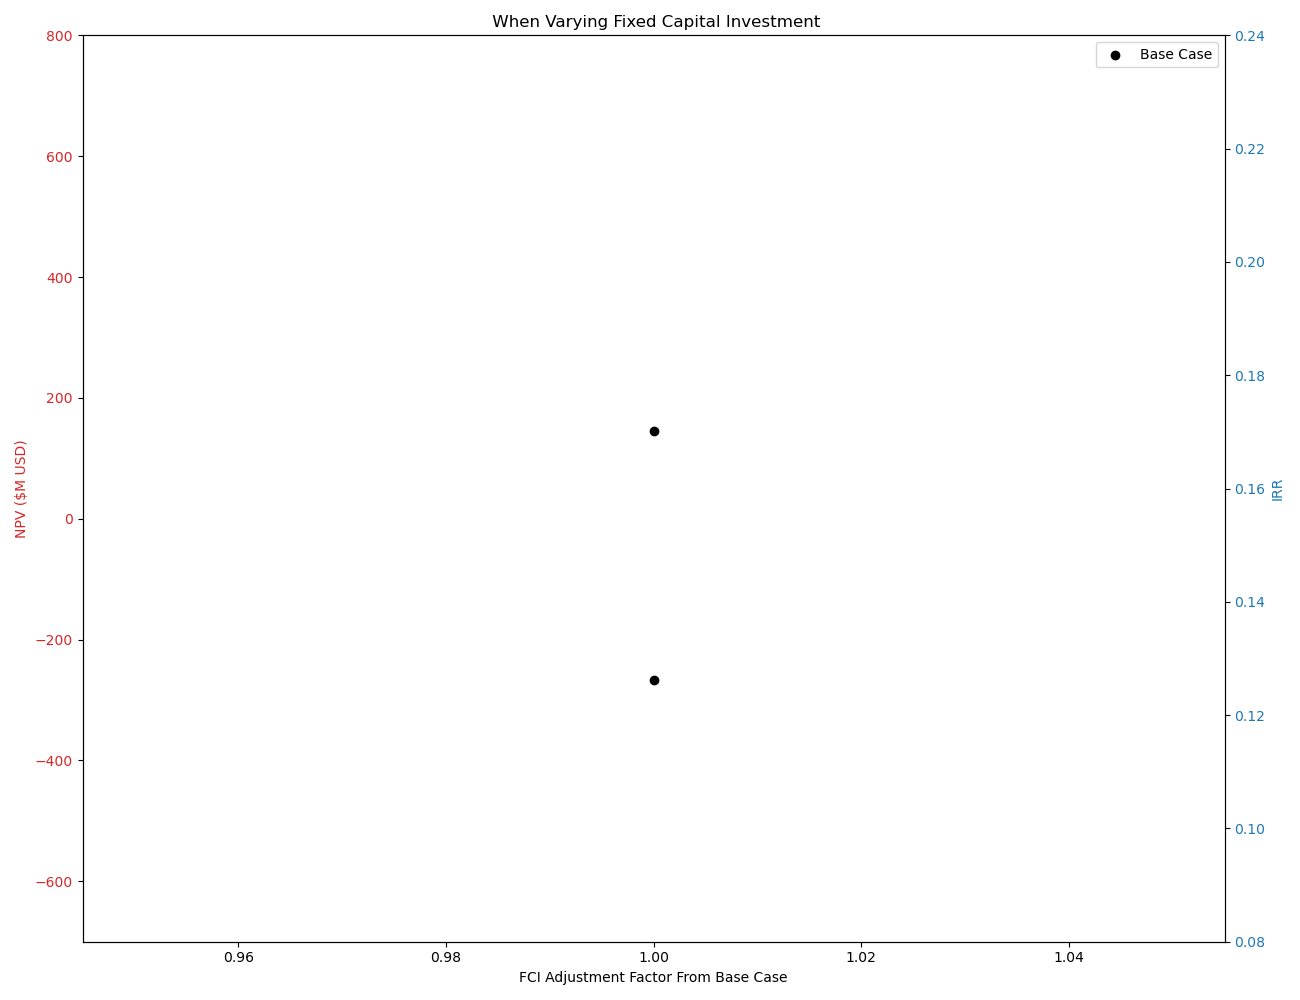 When Varying Fixed Capital Investment
Base Case
800
600
400
200
0
−200
−400
−600
NPV ($M USD)
0.24
0.22
0.20
0.18
0.16
0.14
0.12
0.10
0.08
IRR
0.96 0.98 1.00 1.02 1.04
FCI Adjustment Factor From Base Case